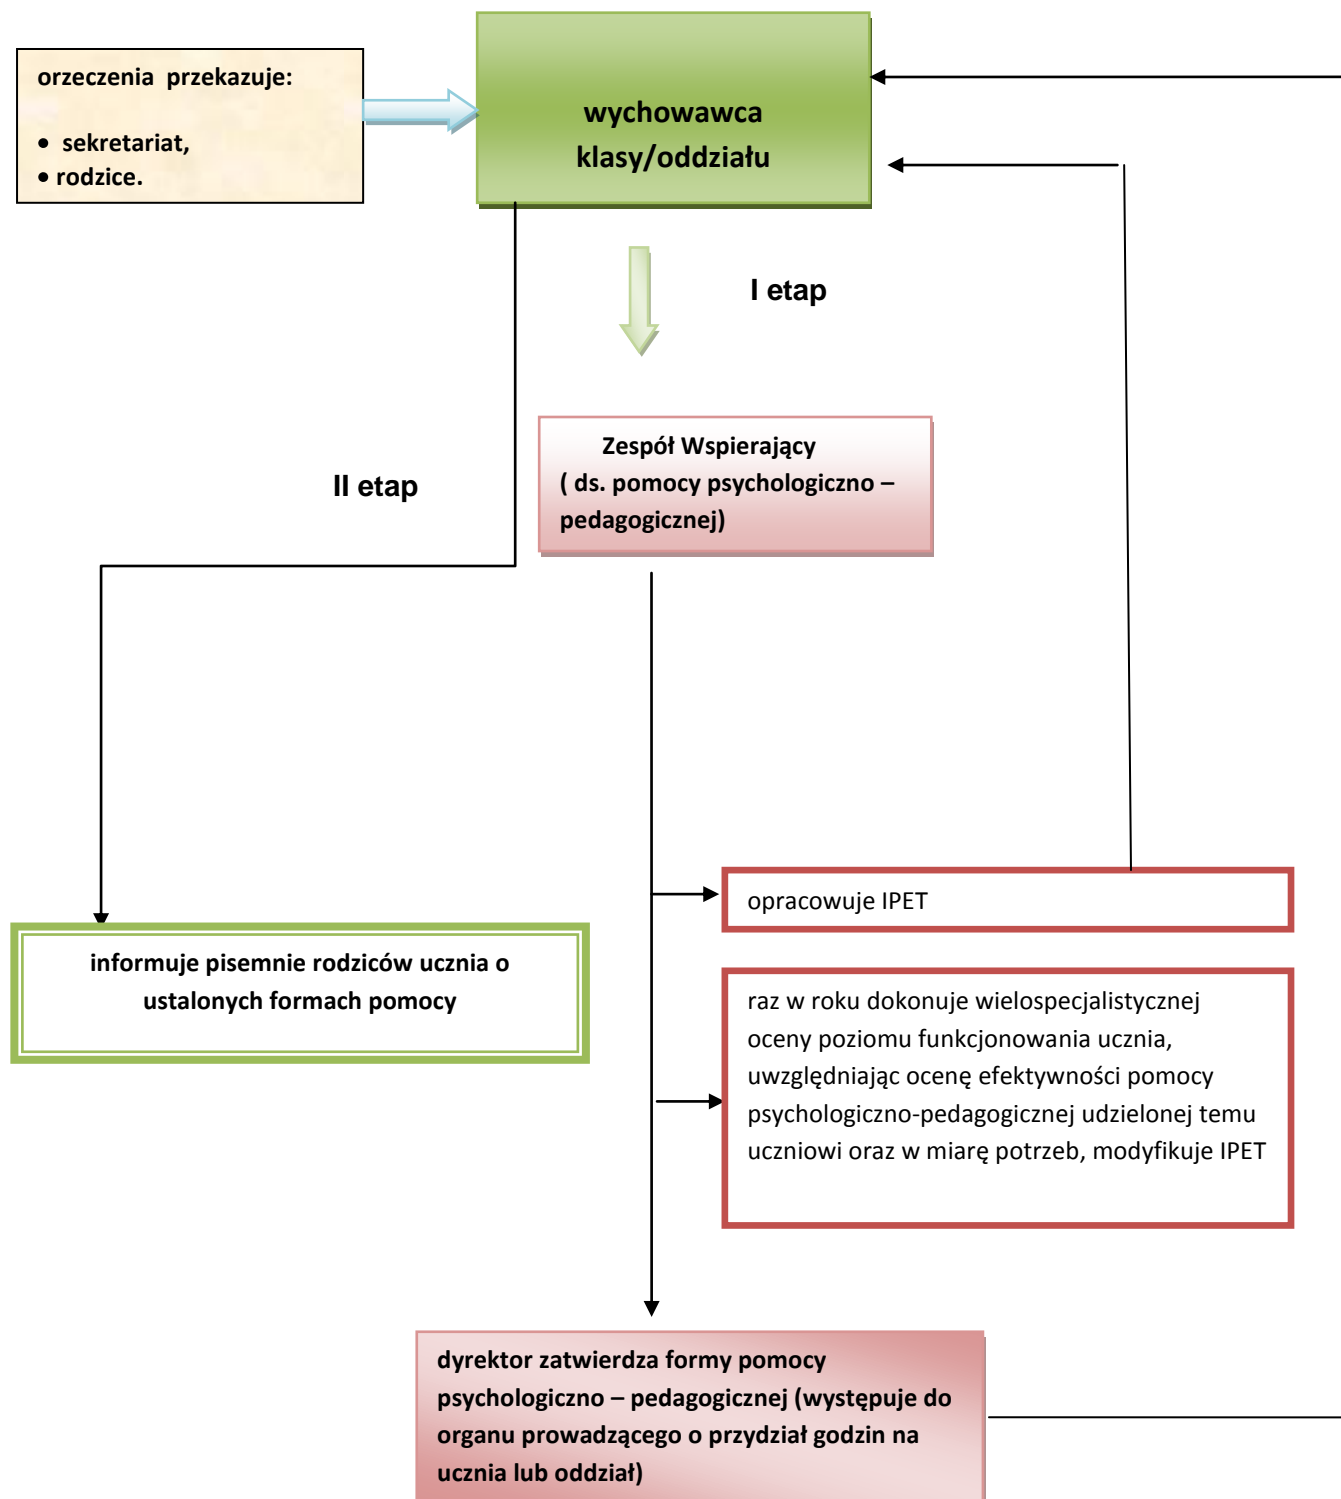 orzeczenia przekazuje:
• sekretariat,
• rodzice.
wychowawca
klasy/oddziału
I etap
Zespół Wspierający
( ds. pomocy psychologiczno –
pedagogicznej)
II etap
opracowuje IPET
informuje pisemnie rodziców ucznia o
ustalonych formach pomocy
raz w roku dokonuje wielospecjalistycznej
oceny poziomu funkcjonowania ucznia,
uwzględniając ocenę efektywności pomocy
psychologiczno-pedagogicznej udzielonej temu
uczniowi oraz w miarę potrzeb, modyfikuje IPET
dyrektor zatwierdza formy pomocy
psychologiczno – pedagogicznej (występuje do
organu prowadzącego o przydział godzin na
ucznia lub oddział)